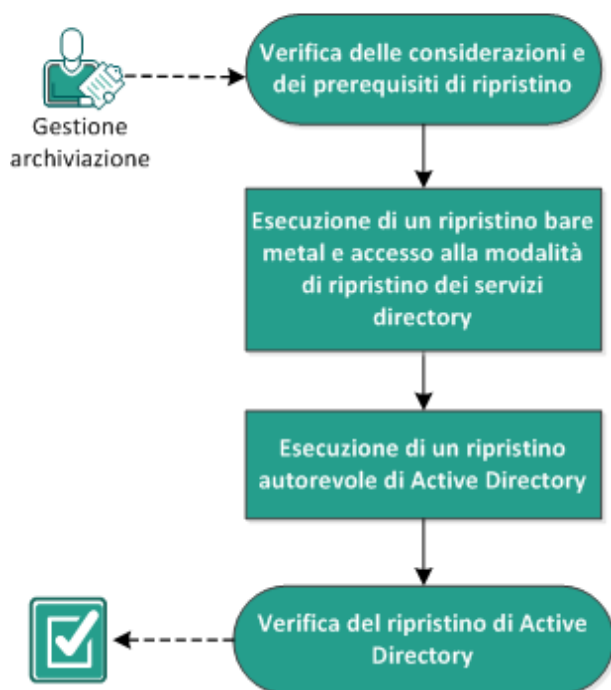 Verifica delle considerazioni e
dei prerequisiti di ripristino
Gestione
archiviazione
Esecuzione di un ripristino bare
metal e accesso alla modalità
di ripristino dei servizi
directory
Esecuzione di un ripristino
autorevole di Active Directory
Verifica del ripristino di Active
Directory